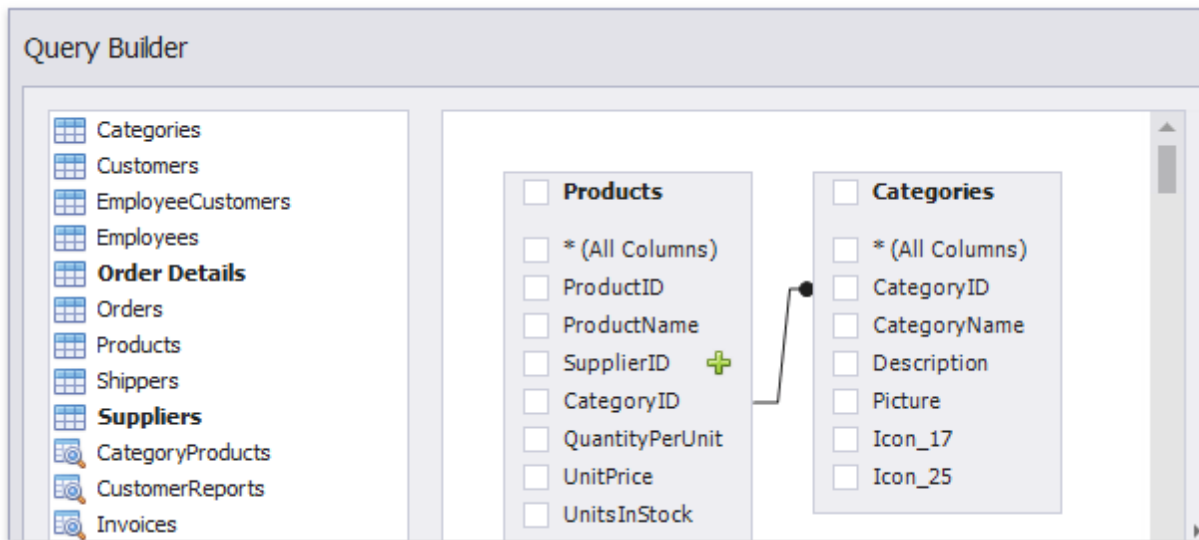 Query Builder
Categories
Customers
EmployeeCustomers
Employees
Order Details
Orders
Products
Shippers
Suppliers
CategoryProducts
CustomerReports
Invoices
Products
* (All Columns)
ProductID
ProductName
SupplierID
CategoryID
QuantityPerUnit
UnitPrice
UnitsInStock
Categories
* (All Columns)
CategoryID
CategoryName
Description
Picture
Icon_17
Icon_25